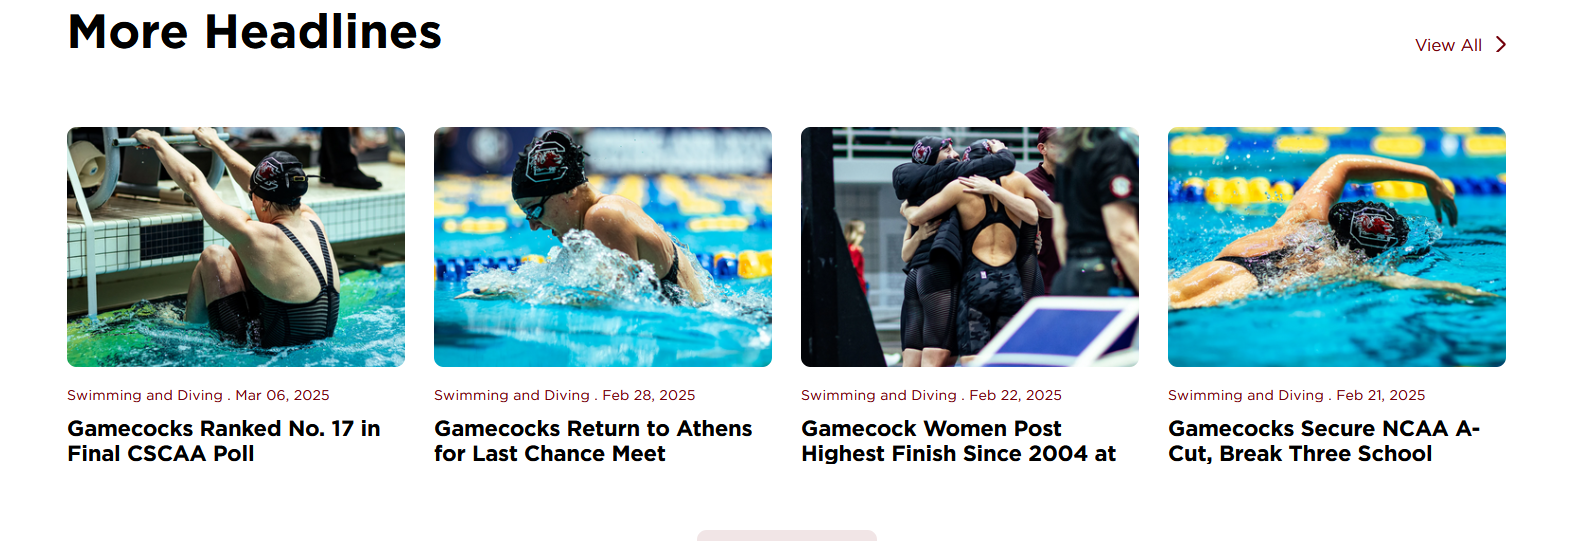 More Headlines
View All
Swimming and Diving . Mar 06, 2025
Gamecocks Ranked No. 17 in
Final CSCAA Poll
Swimming and Diving . Feb 28, 2025
Gamecocks Return to Athens
for Last Chance Meet
Swimming and Diving . Feb 22, 2025
Gamecock Women Post
Highest Finish Since 2004 at
Swimming and Diving . Feb 21, 2025
Gamecocks Secure NCAA A-
Cut, Break Three School